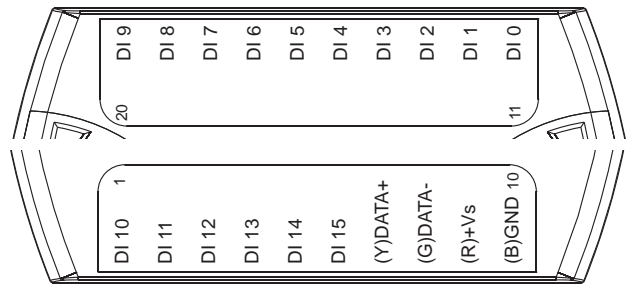 DI 9
DI 8
DI 7
DI 6
DI 5
DI 4
DI 3
DI 2
DI 1
DI 0
20
11
1
10
DI 10
DI 11
DI 12
DI 13
DI 14
DI 15
(Y)DATA+
(G)DATA-
(R)+Vs
(B)GND